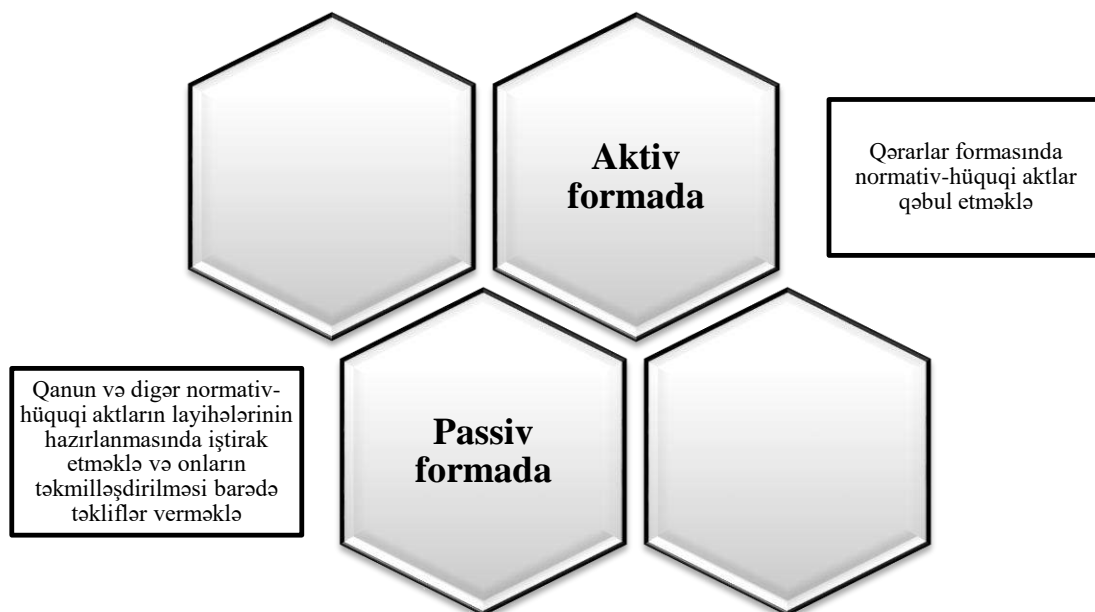 Aktiv
formada
Qərarlar formasında
normativ-hüquqi aktlar
qəbul etməklə
Qanun və digər normativ-
hüquqi aktların layihələrinin
hazırlanmasında iştirak
etməklə və onların
təkmilləşdirilməsi barədə
təkliflər verməklə
Passiv
formada